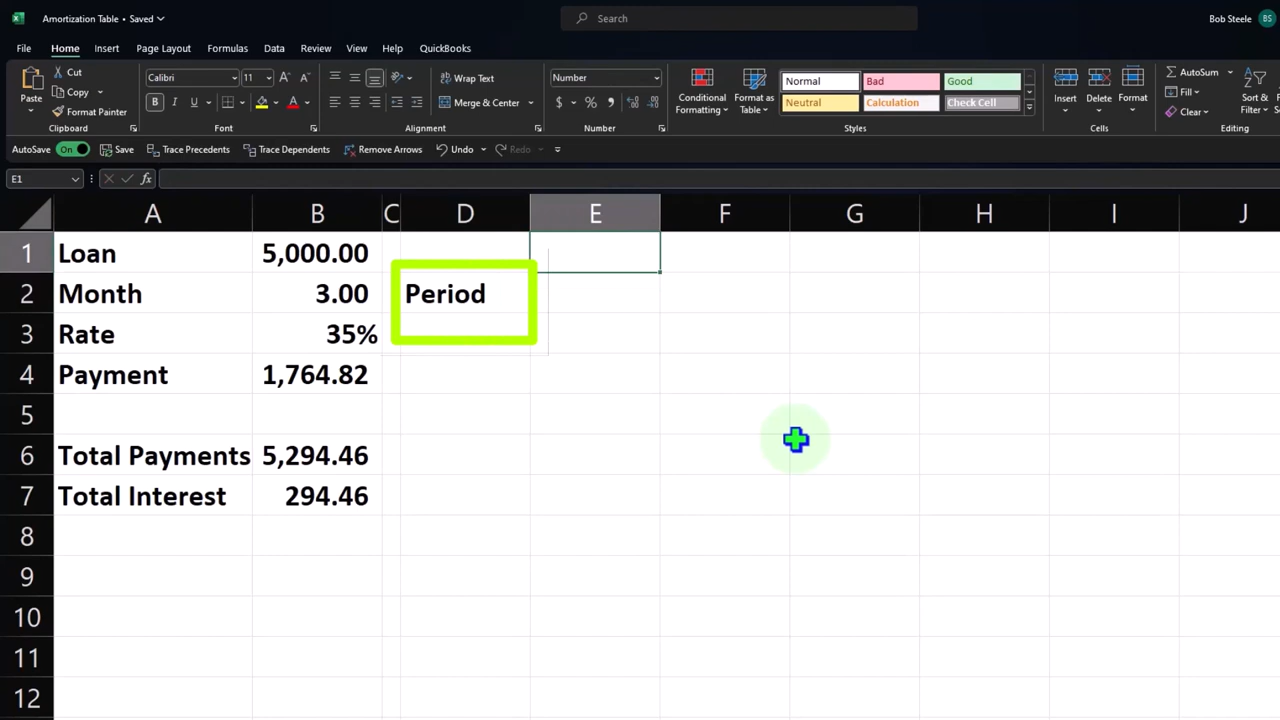 Amortization Table • Saved
Search
Bob Steele
BS
File Home Insert Page Layout Formulas Data Review View Help QuickBooks
Paste
Cut
Copy
Format Painter
Clipboard
Calibri
11
B I U
A
Font
Wrap Text
Merge & Center
Alignment
Number
$ % ,
Number
Conditional
Formatting
Format as
Table
Normal
Bad
Good
Neutral
Calculation
Check Cell
Styles
Insert
Delete
Format
Cells
AutoSum
Fill
Clear
Sort &
Filter
Editing
AutoSave On Save Trace Precedents Trace Dependents Remove Arrows Undo Redo
E1
fx
A B C D E F G H I J
1 Loan 5,000.00
2 Month 3.00 Period
3 Rate 35%
4 Payment 1,764.82
5
6 Total Payments 5,294.46
7 Total Interest 294.46
8
9
10
11
12